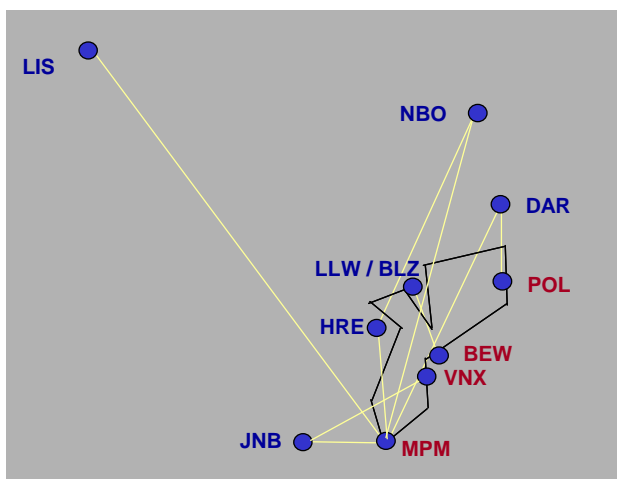 LIS
NBO
DAR
LLW / BLZ
POL
HRE
BEW
VNX
JNB
MPM